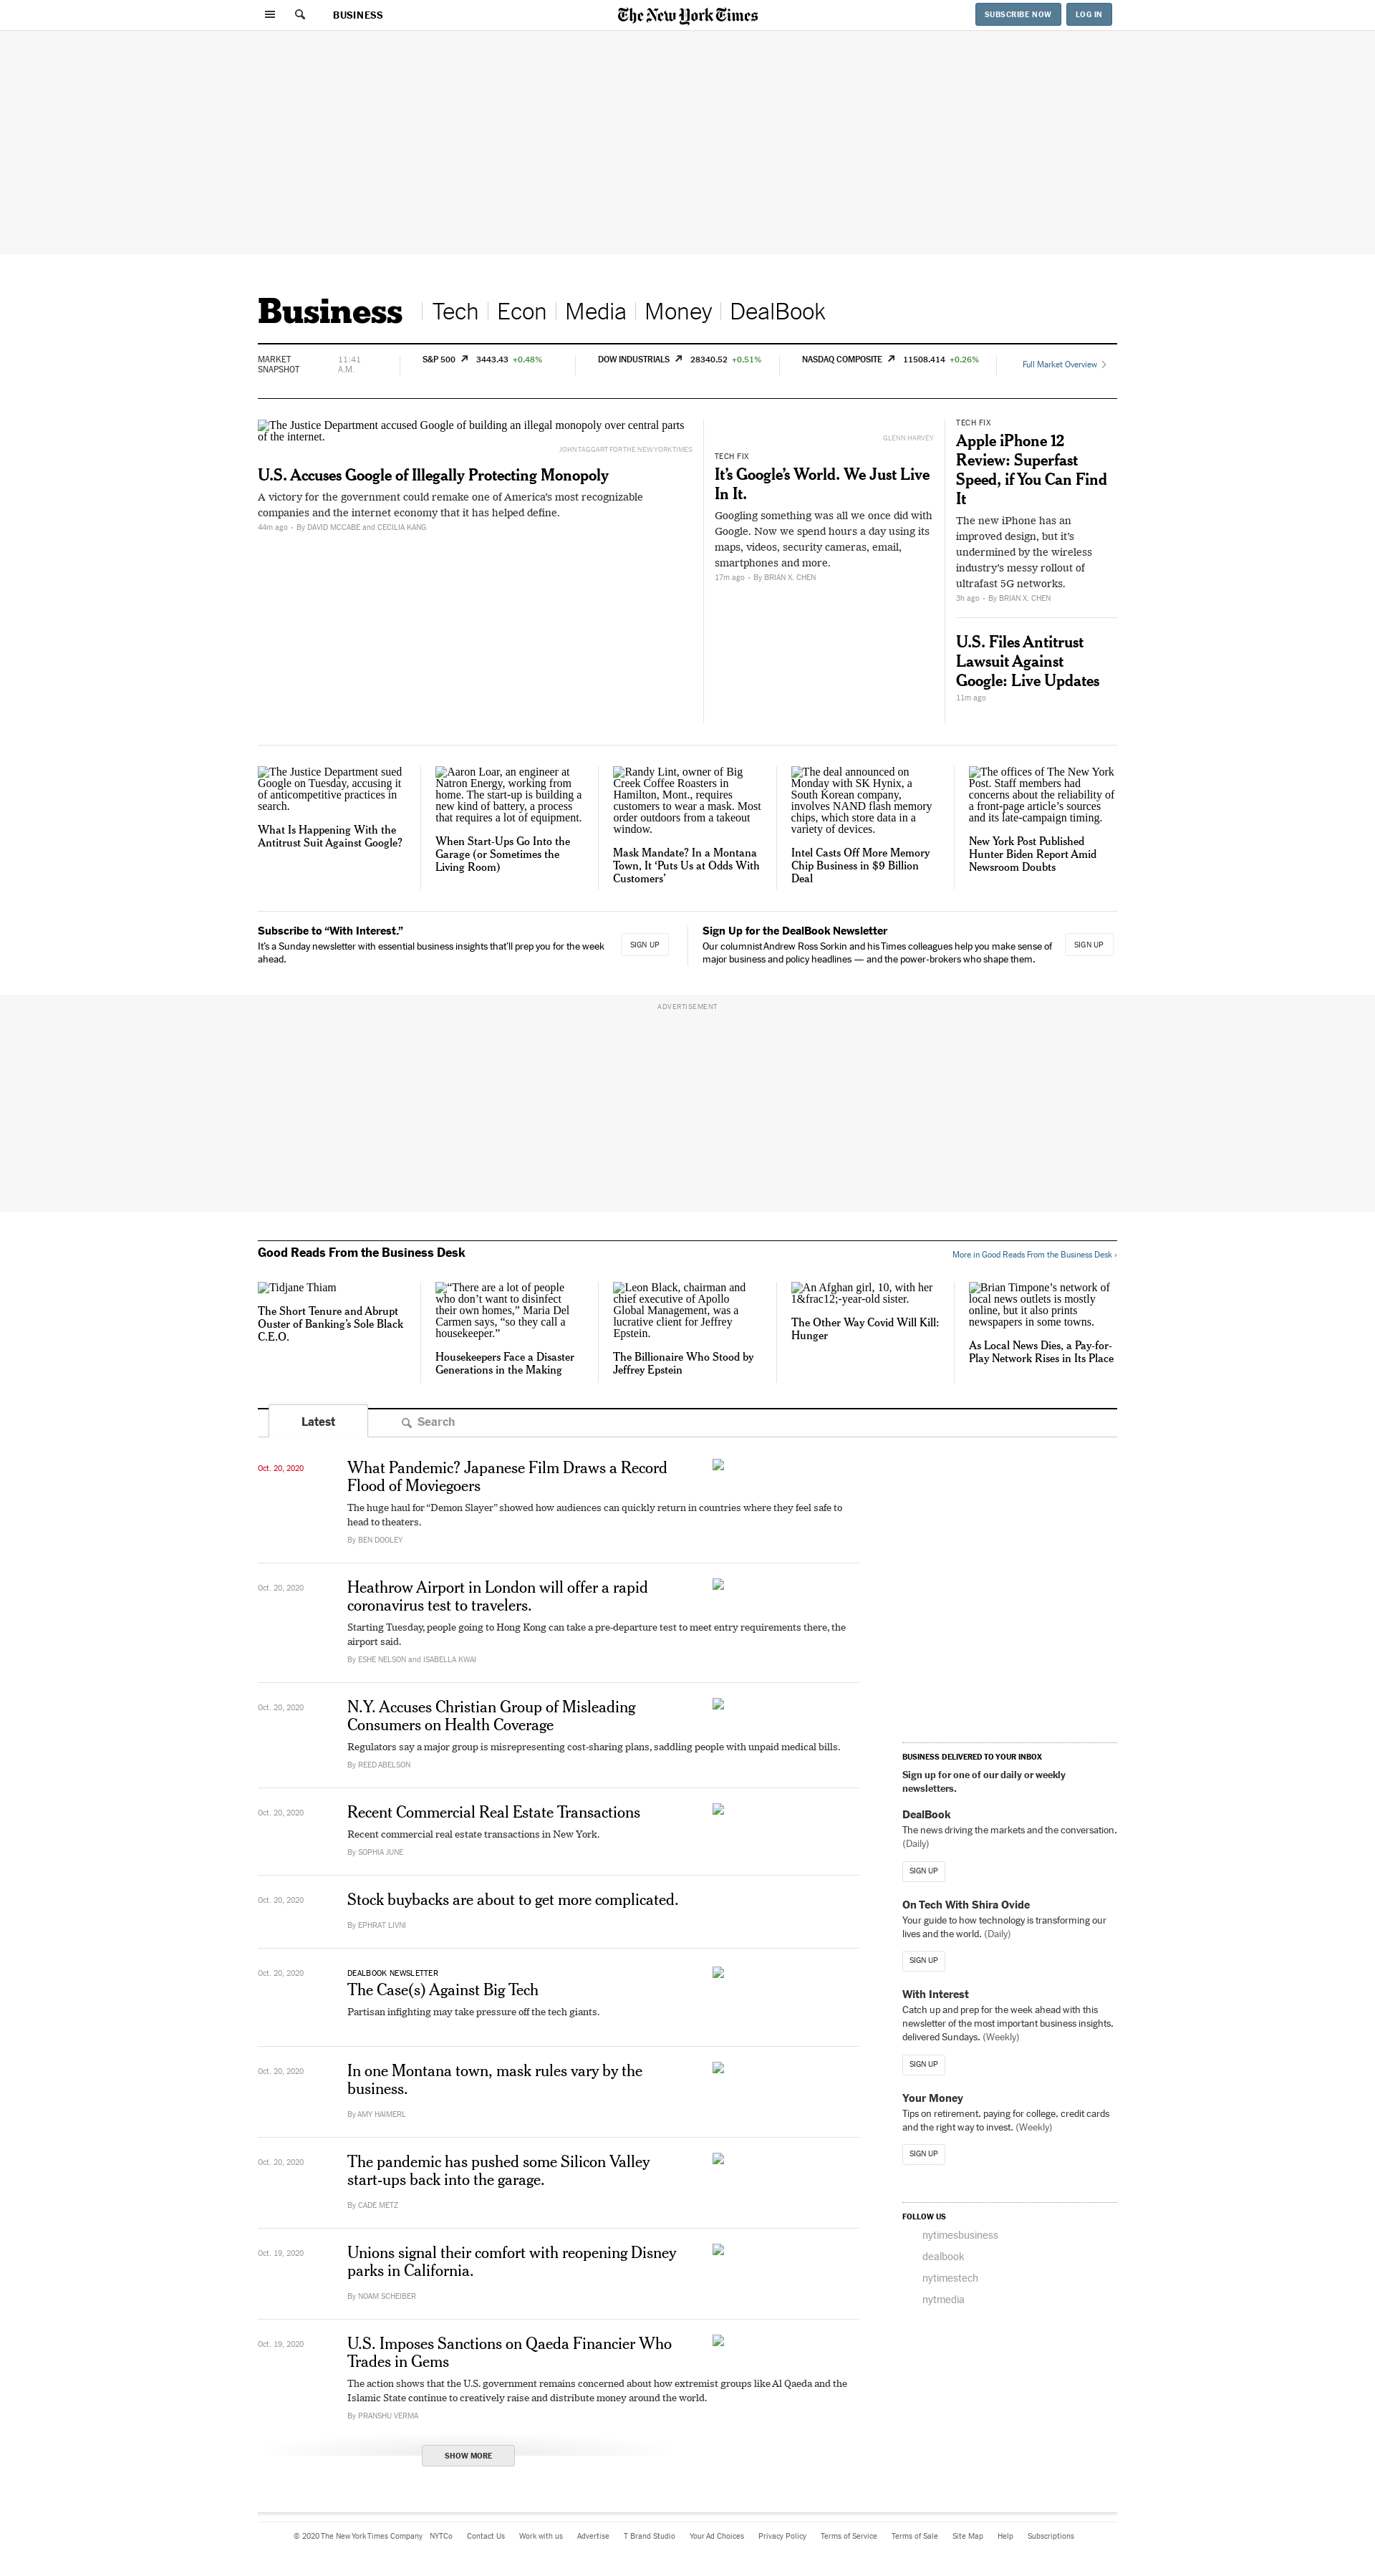 BUSINESS
The New York Times
SUBSCRIBE NOW
LOG IN
Business
Tech
Econ
Media
Money
DealBook
MARKET
SNAPSHOT
11:41
A.M.
S&P 500 3443.43 +0.48%
DOW INDUSTRIALS 28340.52 +0.51%
NASDAQ COMPOSITE 11508.414 +0.26%
Full Market Overview
The Justice Department accused Google of building an illegal monopoly over central parts
of the internet.
JOHN TAGGART FOR THE NEW YORK TIMES
U.S. Accuses Google of Illegally Protecting Monopoly
A victory for the government could remake one of America’s most recognizable
companies and the internet economy that it has helped define.
44m ago • By DAVID MCCABE and CECILIA KANG
GLENN HARVEY
TECH FIX
It’s Google’s World. We Just Live
In It.
Googling something was all we once did with
Google. Now we spend hours a day using its
maps, videos, security cameras, email,
smartphones and more.
17m ago • By BRIAN X. CHEN
TECH FIX
Apple iPhone 12
Review: Superfast
Speed, if You Can Find
It
The new iPhone has an
improved design, but it’s
undermined by the wireless
industry’s messy rollout of
ultrafast 5G networks.
3h ago • By BRIAN X. CHEN
U.S. Files Antitrust
Lawsuit Against
Google: Live Updates
11m ago
The Justice Department sued
Google on Tuesday, accusing it
of anticompetitive practices in
search.
What Is Happening With the
Antitrust Suit Against Google?
Aaron Loar, an engineer at
Natron Energy, working from
home. The start-up is building a
new kind of battery, a process
that requires a lot of equipment.
When Start-Ups Go Into the
Garage (or Sometimes the
Living Room)
Randy Lint, owner of Big
Creek Coffee Roasters in
Hamilton, Mont., requires
customers to wear a mask. Most
order outdoors from a takeout
window.
Mask Mandate? In a Montana
Town, It ‘Puts Us at Odds With
Customers’
The deal announced on
Monday with SK Hynix, a
South Korean company,
involves NAND flash memory
chips, which store data in a
variety of devices.
Intel Casts Off More Memory
Chip Business in $9 Billion
Deal
The offices of The New York
Post. Staff members had
concerns about the reliability of
a front-page article’s sources
and its late-campaign timing.
New York Post Published
Hunter Biden Report Amid
Newsroom Doubts
Subscribe to “With Interest.”
It’s a Sunday newsletter with essential business insights that’ll prep you for the week
ahead.
SIGN UP
Sign Up for the DealBook Newsletter
Our columnist Andrew Ross Sorkin and his Times colleagues help you make sense of
major business and policy headlines — and the power-brokers who shape them.
SIGN UP
ADVERTISEMENT
Good Reads From the Business Desk
More in Good Reads From the Business Desk ›
Tidjane Thiam
The Short Tenure and Abrupt
Ouster of Banking’s Sole Black
C.E.O.
“There are a lot of people
who don’t want to disinfect
their own homes,” Maria Del
Carmen says, “so they call a
housekeeper.”
Housekeepers Face a Disaster
Generations in the Making
Leon Black, chairman and
chief executive of Apollo
Global Management, was a
lucrative client for Jeffrey
Epstein.
The Billionaire Who Stood by
Jeffrey Epstein
An Afghan girl, 10, with her
1&frac12;-year-old sister.
The Other Way Covid Will Kill:
Hunger
Brian Timpone’s network of
local news outlets is mostly
online, but it also prints
newspapers in some towns.
As Local News Dies, a Pay-for-
Play Network Rises in Its Place
Latest
Search
Oct. 20, 2020
What Pandemic? Japanese Film Draws a Record
Flood of Moviegoers
The huge haul for “Demon Slayer” showed how audiences can quickly return in countries where they feel safe to
head to theaters.
By BEN DOOLEY
Oct. 20, 2020
Heathrow Airport in London will offer a rapid
coronavirus test to travelers.
Starting Tuesday, people going to Hong Kong can take a pre-departure test to meet entry requirements there, the
airport said.
By ESHE NELSON and ISABELLA KWAI
Oct. 20, 2020
N.Y. Accuses Christian Group of Misleading
Consumers on Health Coverage
Regulators say a major group is misrepresenting cost-sharing plans, saddling people with unpaid medical bills.
By REED ABELSON
Oct. 20, 2020
Recent Commercial Real Estate Transactions
Recent commercial real estate transactions in New York.
By SOPHIA JUNE
Oct. 20, 2020
Stock buybacks are about to get more complicated.
By EPHRAT LIVNI
Oct. 20, 2020
DEALBOOK NEWSLETTER
The Case(s) Against Big Tech
Partisan infighting may take pressure off the tech giants.
Oct. 20, 2020
In one Montana town, mask rules vary by the
business.
By AMY HAIMERL
Oct. 20, 2020
The pandemic has pushed some Silicon Valley
start-ups back into the garage.
By CADE METZ
Oct. 19, 2020
Unions signal their comfort with reopening Disney
parks in California.
By NOAM SCHEIBER
Oct. 19, 2020
U.S. Imposes Sanctions on Qaeda Financier Who
Trades in Gems
The action shows that the U.S. government remains concerned about how extremist groups like Al Qaeda and the
Islamic State continue to creatively raise and distribute money around the world.
By PRANSHU VERMA
SHOW MORE
BUSINESS DELIVERED TO YOUR INBOX
Sign up for one of our daily or weekly
newsletters.
DealBook
The news driving the markets and the conversation.
(Daily)
SIGN UP
On Tech With Shira Ovide
Your guide to how technology is transforming our
lives and the world. (Daily)
SIGN UP
With Interest
Catch up and prep for the week ahead with this
newsletter of the most important business insights,
delivered Sundays. (Weekly)
SIGN UP
Your Money
Tips on retirement, paying for college, credit cards
and the right way to invest. (Weekly)
SIGN UP
FOLLOW US
nytimesbusiness
dealbook
nytimestech
nytmedia
© 2020 The New York Times Company NYTCo Contact Us Work with us Advertise T Brand Studio Your Ad Choices Privacy Policy Terms of Service Terms of Sale Site Map Help Subscriptions